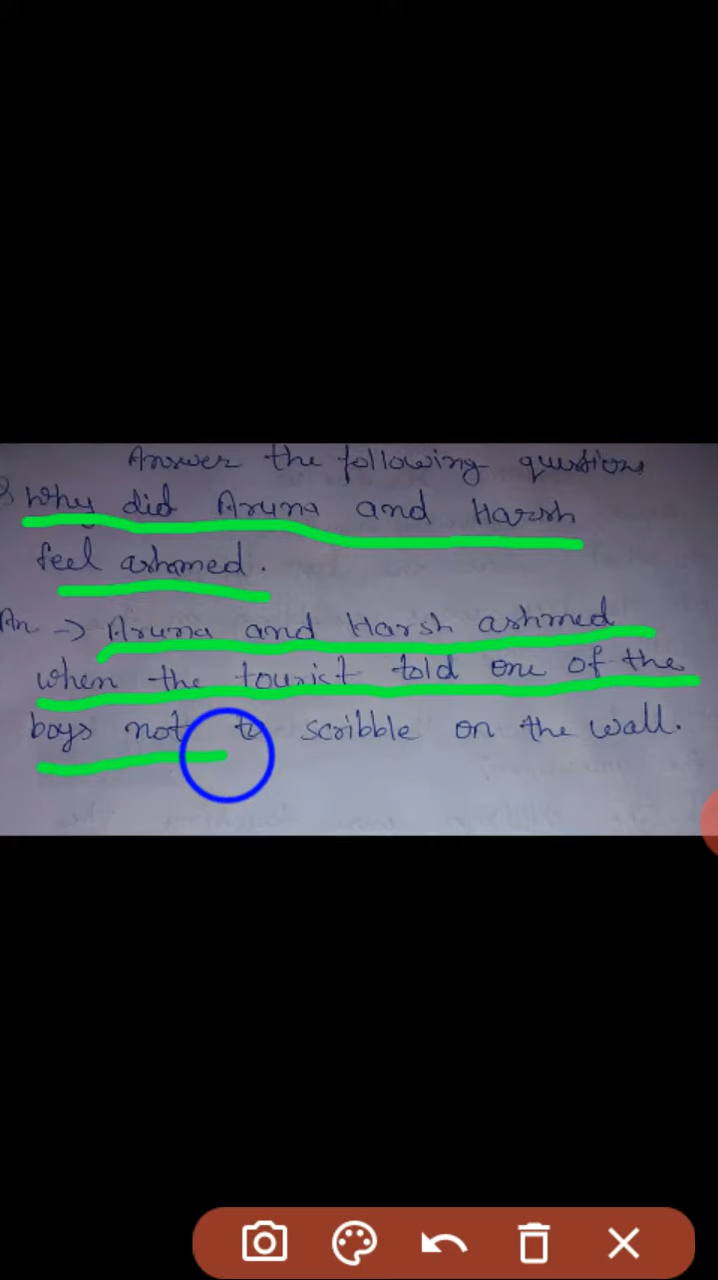 Answer the following questions
Why did Aruna and Harsh
feel ashamed.
An → Aruna and Harsh ashmed
when the tourist told one of the
boys not to scribble on the wall.